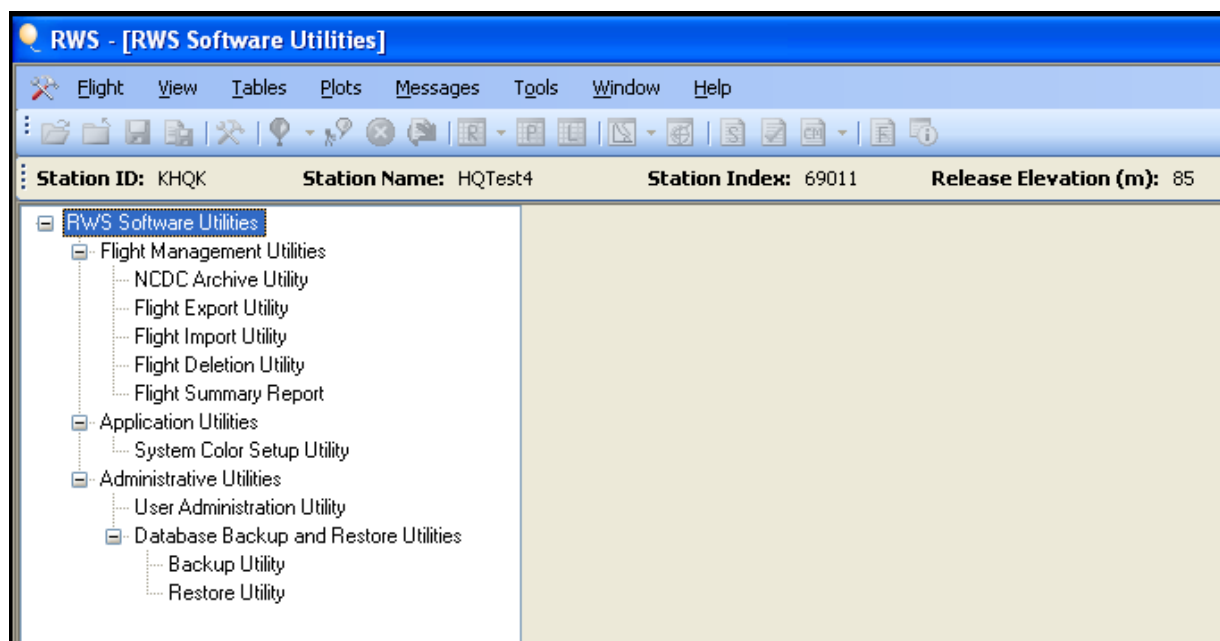 RWS - [RWS Software Utilities]
Flight View Tables Plots Messages Tools Window Help
R P L S CM F
Station ID: KHQK Station Name: HQTest4 Station Index: 69011 Release Elevation (m): 85
RWS Software Utilities
Flight Management Utilities
NCDC Archive Utility
Flight Export Utility
Flight Import Utility
Flight Deletion Utility
Flight Summary Report
Application Utilities
System Color Setup Utility
Administrative Utilities
User Administration Utility
Database Backup and Restore Utilities
Backup Utility
Restore Utility